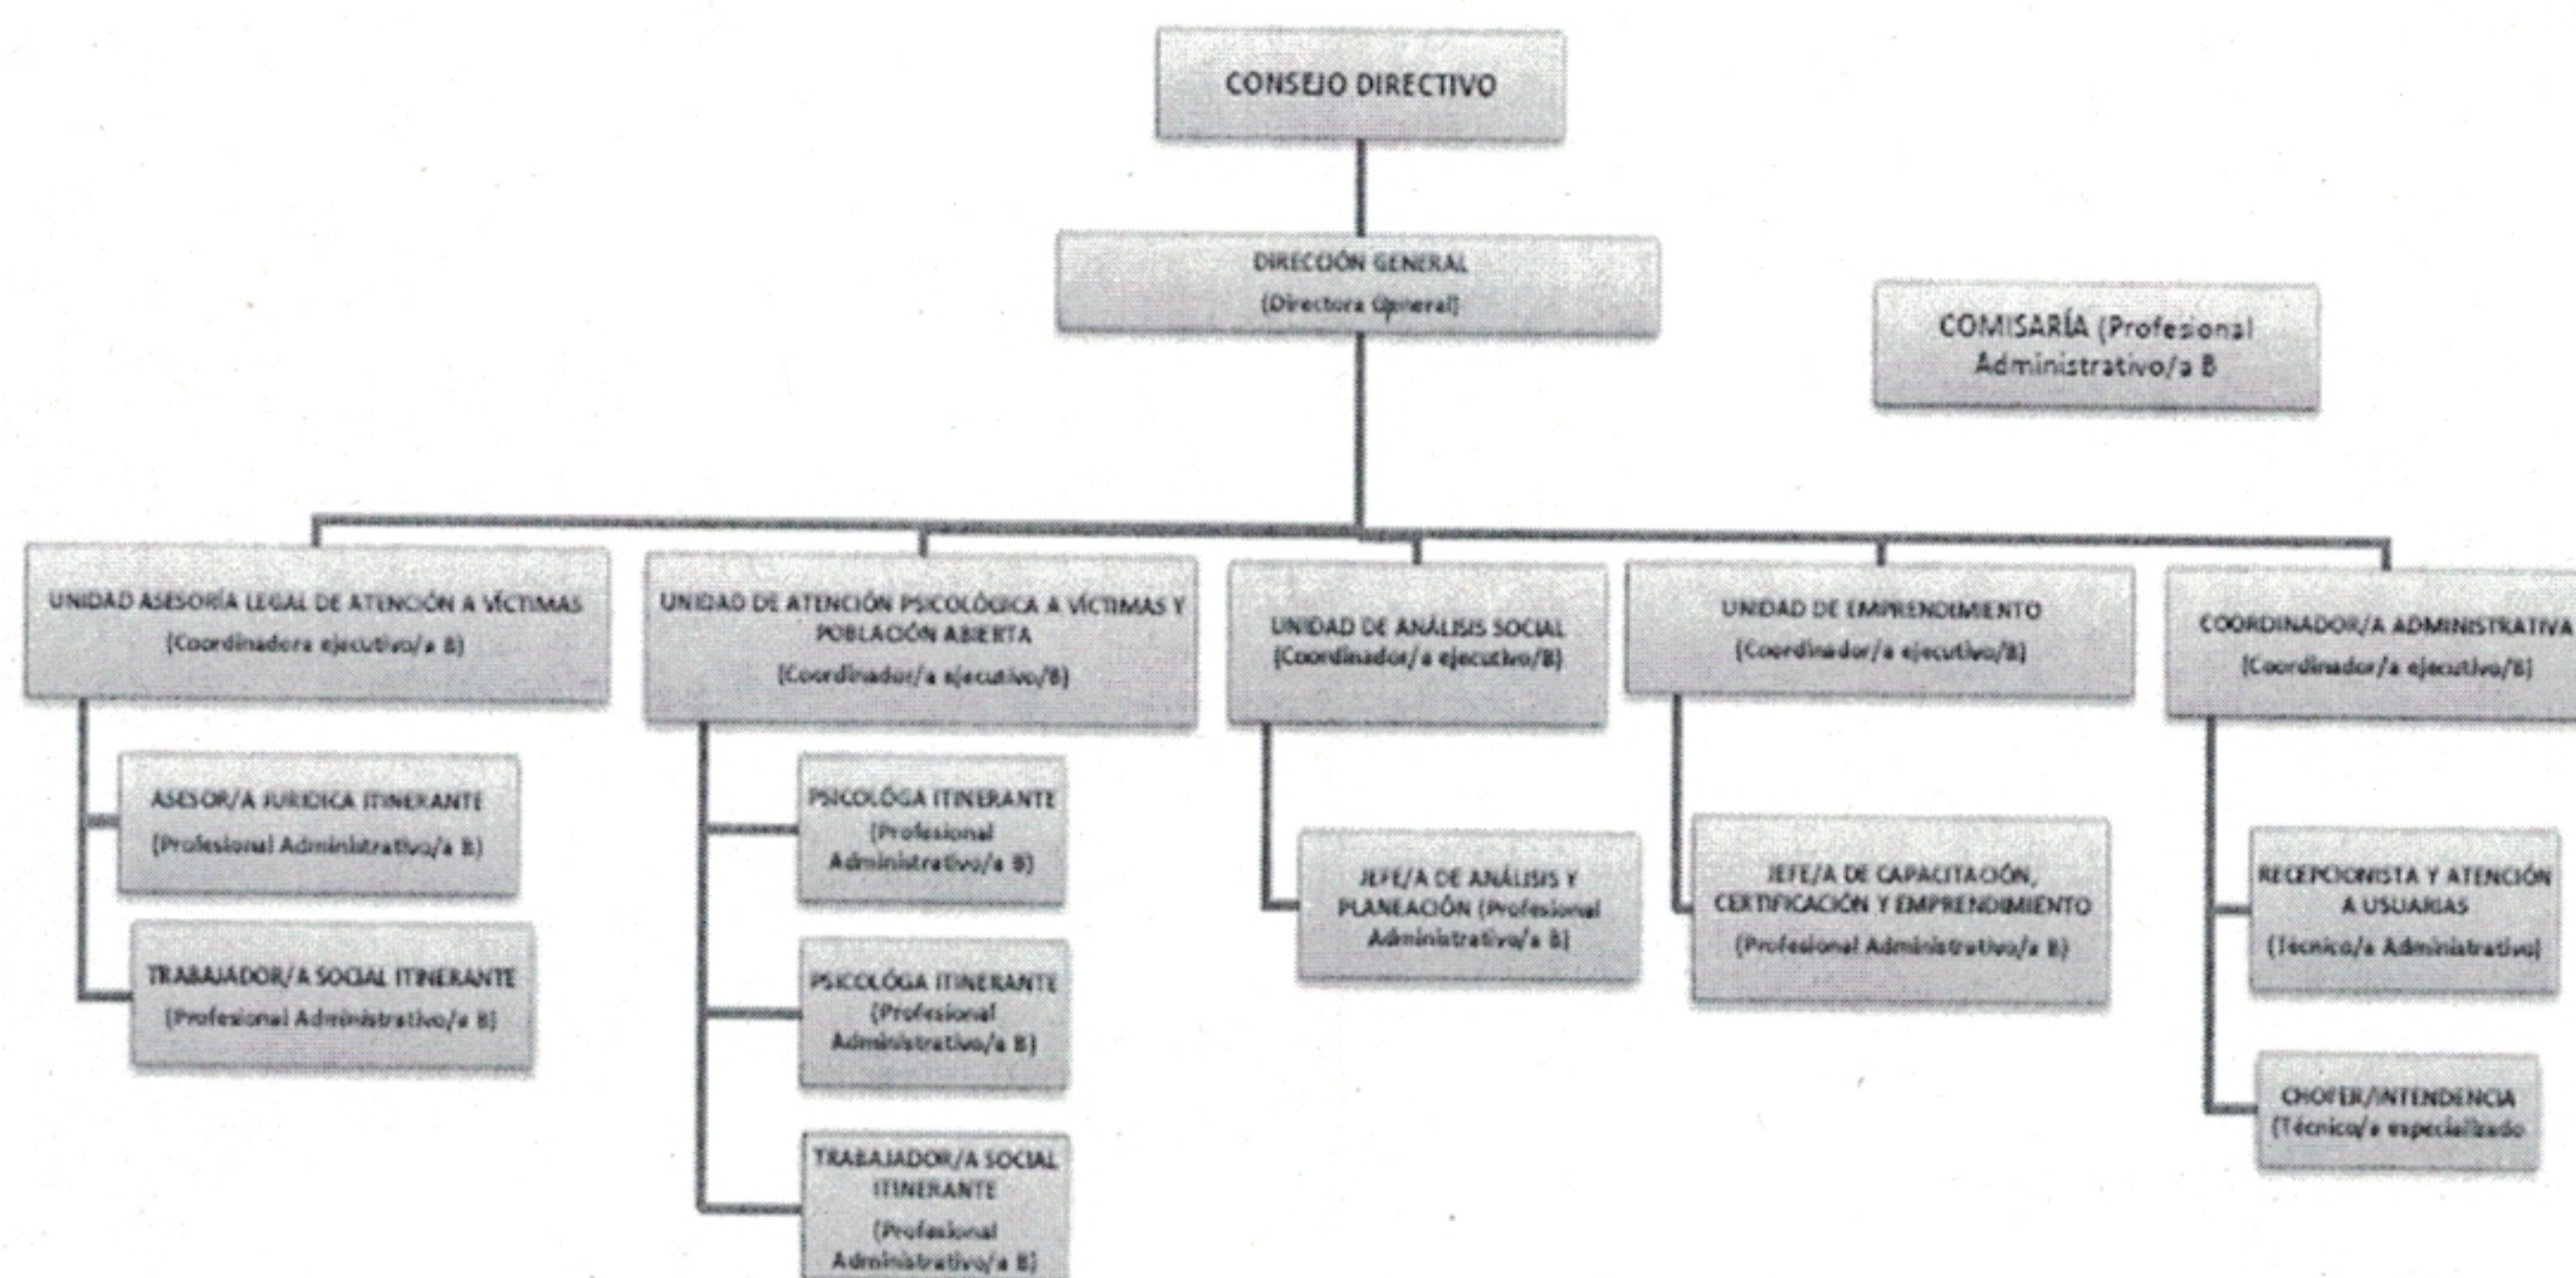 CONSEJO DIRECTIVO
DIRECCIÓN GENERAL
(Directora General)
COMISARÍA (Profesional
Administrativo/a B
UNIDAD ASESORÍA LEGAL DE ATENCIÓN A VÍCTIMAS
(Coordinadora ejecutivo/a B)
UNIDAD DE ATENCIÓN PSICOLÓGICA A VÍCTIMAS Y
POBLACIÓN ABIERTA
(Coordinador/a ejecutivo/B)
UNIDAD DE ANÁLISIS SOCIAL
(Coordinador/a ejecutivo/B)
UNIDAD DE EMPRENDIMIENTO
(Coordinador/a ejecutivo/B)
COORDINADOR/A ADMINISTRATIVA
(Coordinador/a ejecutivo/B)
ASESOR/A JURIDICA ITINERANTE
(Profesional Administrativo/a B)
TRABAJADOR/A SOCIAL ITINERANTE
(Profesional Administrativo/a B)
PSICOLÓGA ITINERANTE
(Profesional
Administrativo/a B)
PSICOLÓGA ITINERANTE
(Profesional
Administrativo/a B)
TRABAJADOR/A SOCIAL
ITINERANTE
(Profesional
Administrativo/a B)
JEFE/A DE ANÁLISIS Y
PLANEACIÓN (Profesional
Administrativo/a B)
JEFE/A DE CAPACITACIÓN,
CERTIFICACIÓN Y EMPRENDIMIENTO
(Profesional Administrativo/a B)
RECEPCIONISTA Y ATENCIÓN
A USUARIAS
(Técnico/a Administrativo)
CHOFER/INTENDENCIA
(Técnico/a especializado